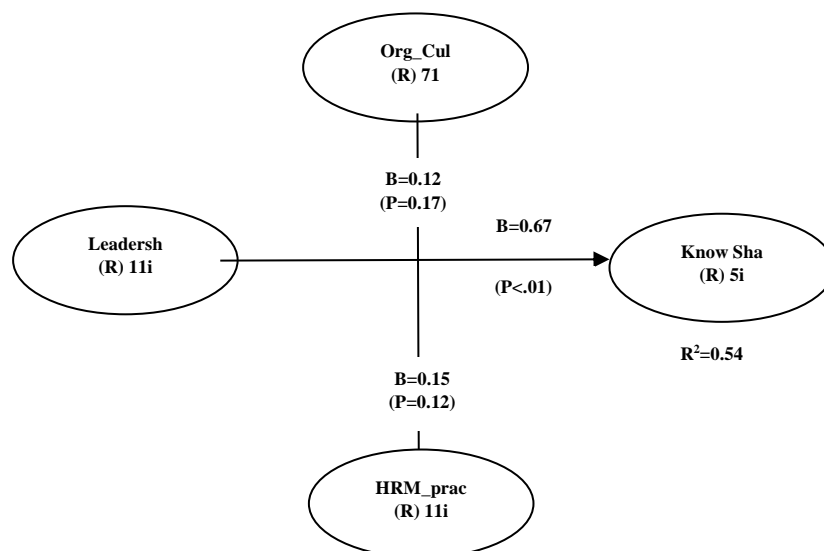 Org_Cul
(R) 71
B=0.12
(P=0.17)
B=0.67
Leadersh
(R) 11i
Know Sha
(R) 5i
(P<.01)
R²=0.54
B=0.15
(P=0.12)
HRM_prac
(R) 11i